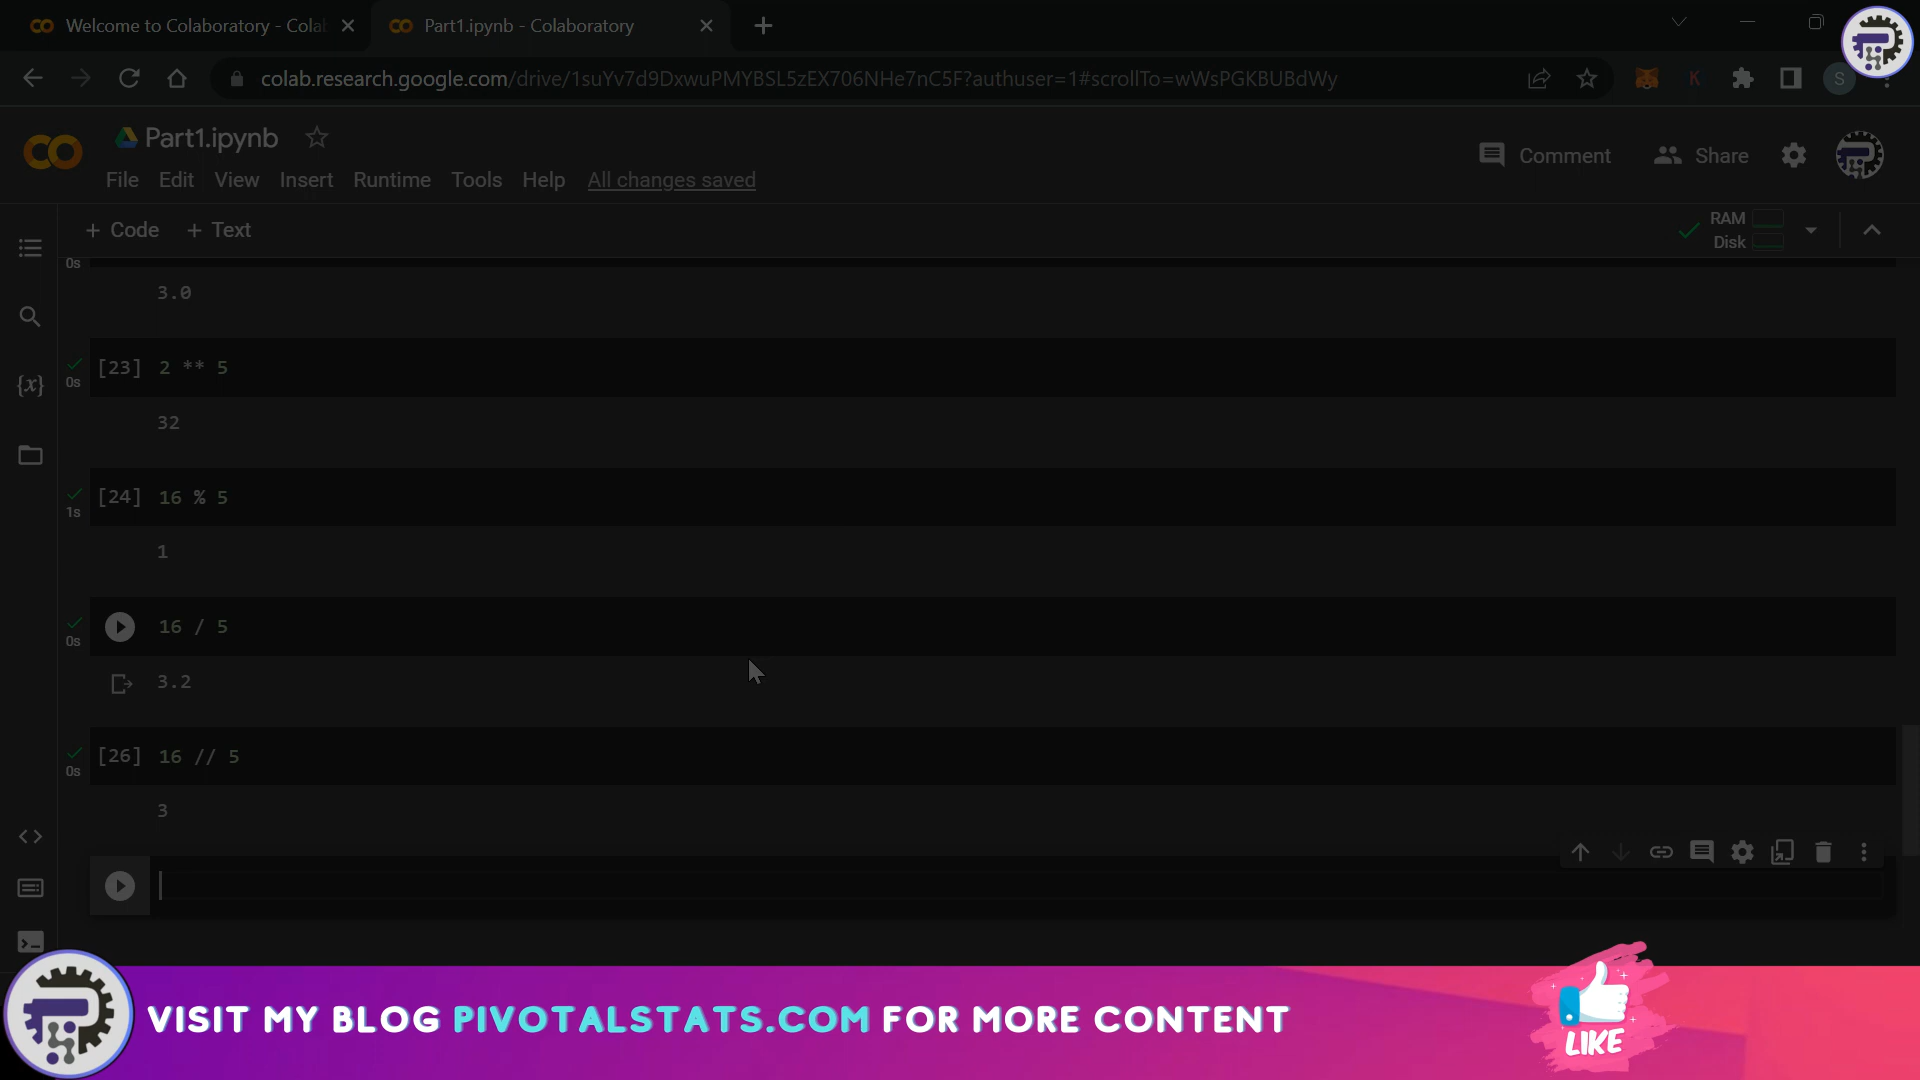 Welcome to Colaboratory - Colal
Part1.ipynb - Colaboratory
colab.research.google.com/drive/1suYv7d9DxwuPMYBSL5zEX706NHe7nC5F?authuser=1#scrollTo=wWsPGKBUBdWy
K
S
Part1.ipynb
Comment
Share
File Edit View Insert Runtime Tools Help All changes saved
+ Code + Text
RAM
Disk
0s
3.0
[23] 2 ** 5
0s
32
{x}
[24] 16 % 5
1s
1
16 / 5
0s
3.2
[26] 16 // 5
0s
3
VISIT MY BLOG PIVOTALSTATS.COM FOR MORE CONTENT
LIKE